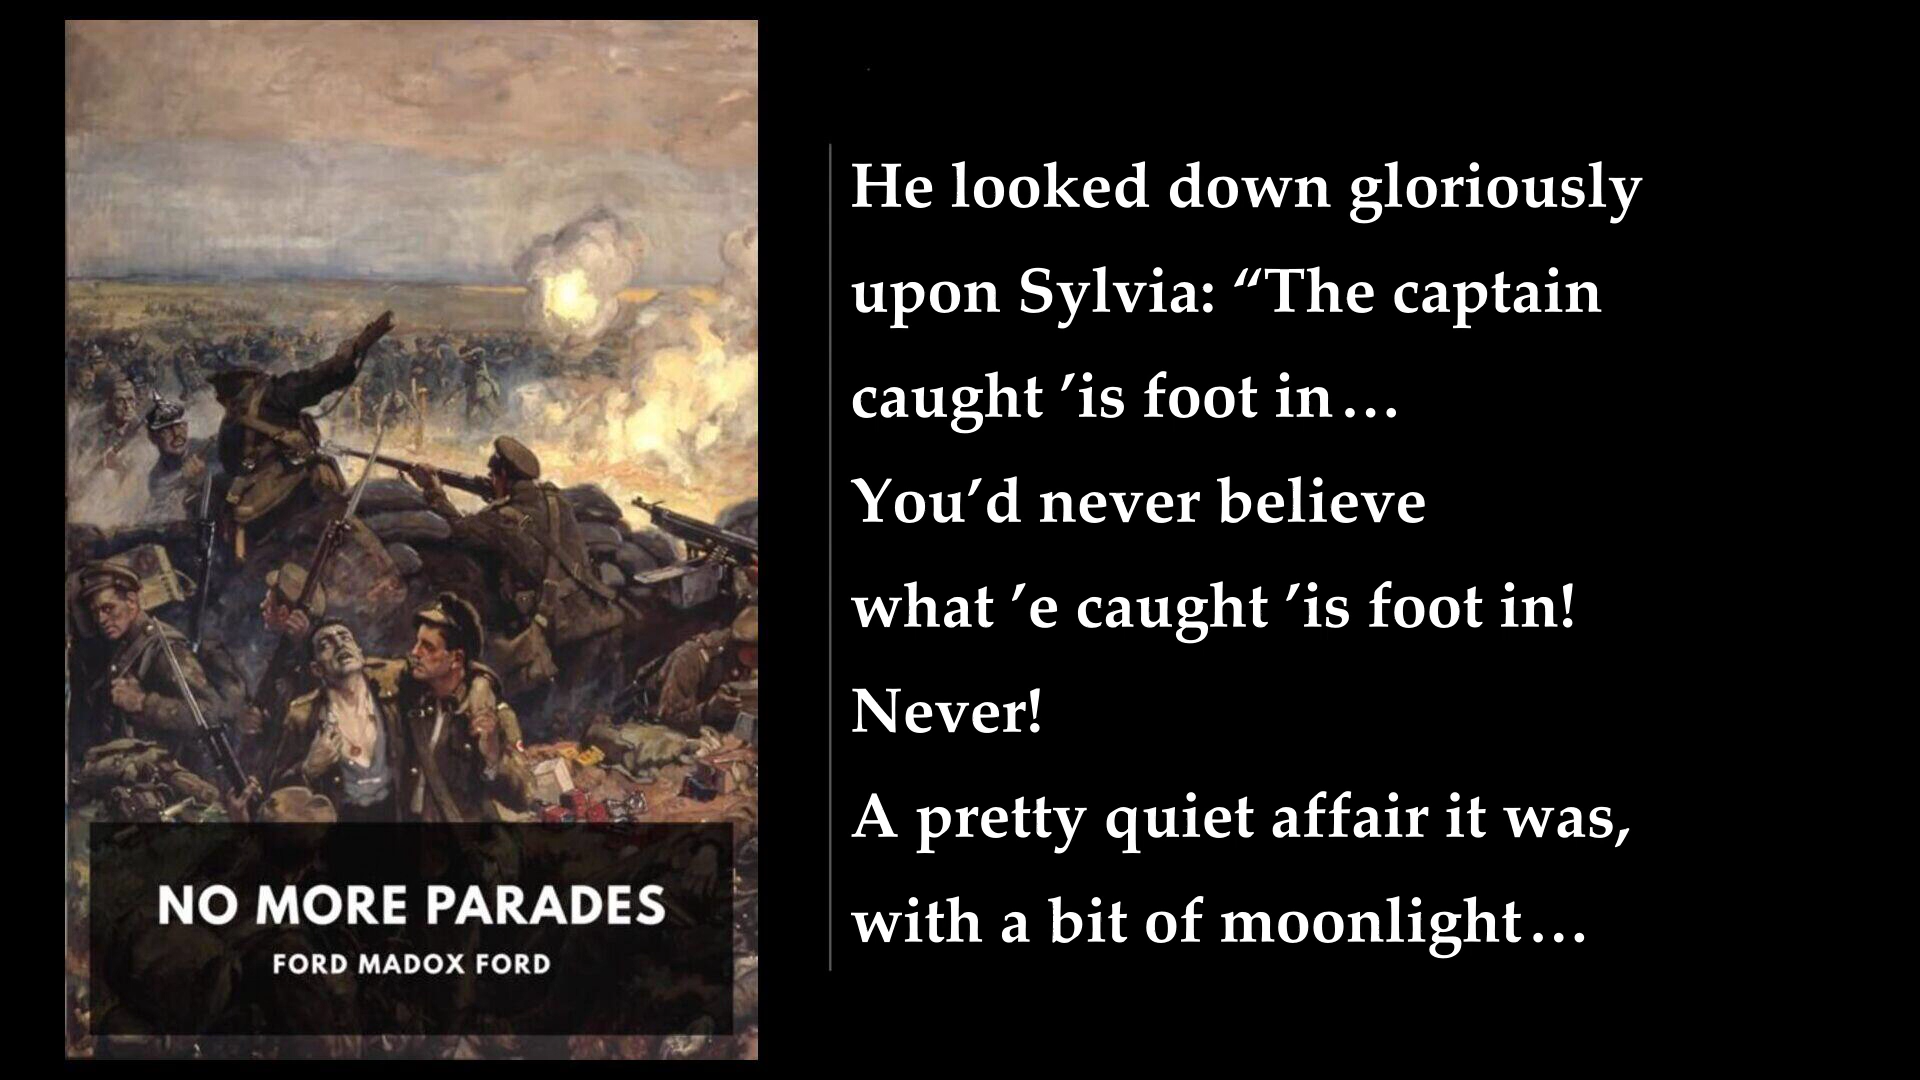 He looked down gloriously
upon Sylvia: “The captain
caught ’is foot in…
You’d never believe
what ’e caught ’is foot in!
Never!
A pretty quiet affair it was,
with a bit of moonlight…
NO MORE PARADES
FORD MADOX FORD